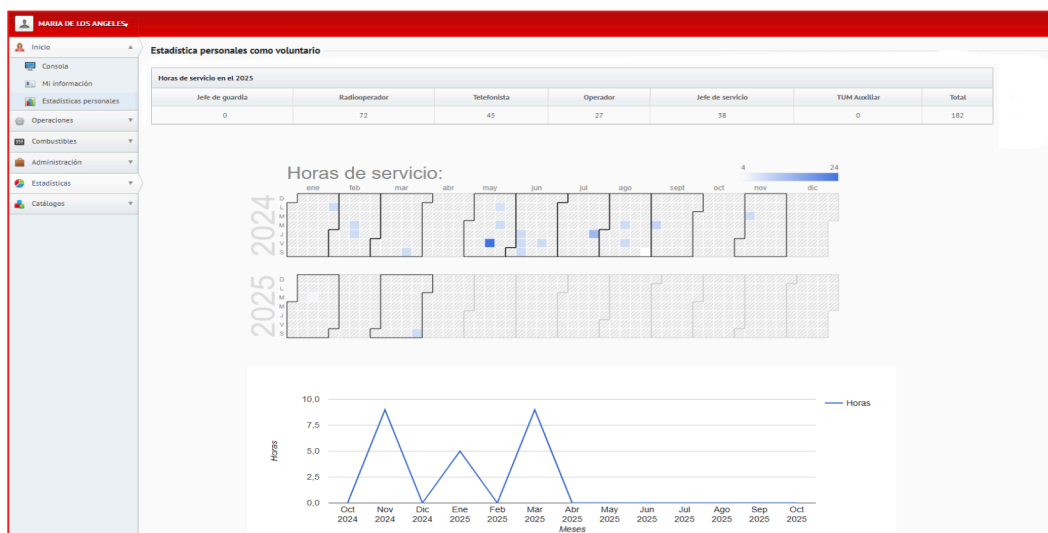 MARIA DE LOS ANGELES
Inicio
Consola
Mi información
Estadísticas personales
Operaciones
Combustibles
Administración
Estadísticas
Catálogos
Estadística personales como voluntario
Horas de servicio en el 2025
Jefe de guardia Radiooperador Telefonista Operador Jefe de servicio TUM Auxiliar Total
0 72 45 27 38 0 182
Horas de servicio:
4 24
ene feb mar abr may jun jul ago sept oct nov dic
2024
D
L
M
M
J
V
S
2025
D
L
M
M
J
V
S
10,0
7,5
5,0
2,5
0,0
Horas
Horas
Oct 2024 Nov 2024 Dic 2024 Ene 2025 Feb 2025 Mar 2025 Abr 2025 May 2025 Jun 2025 Jul 2025 Ago 2025 Sep 2025 Oct 2025
Meses